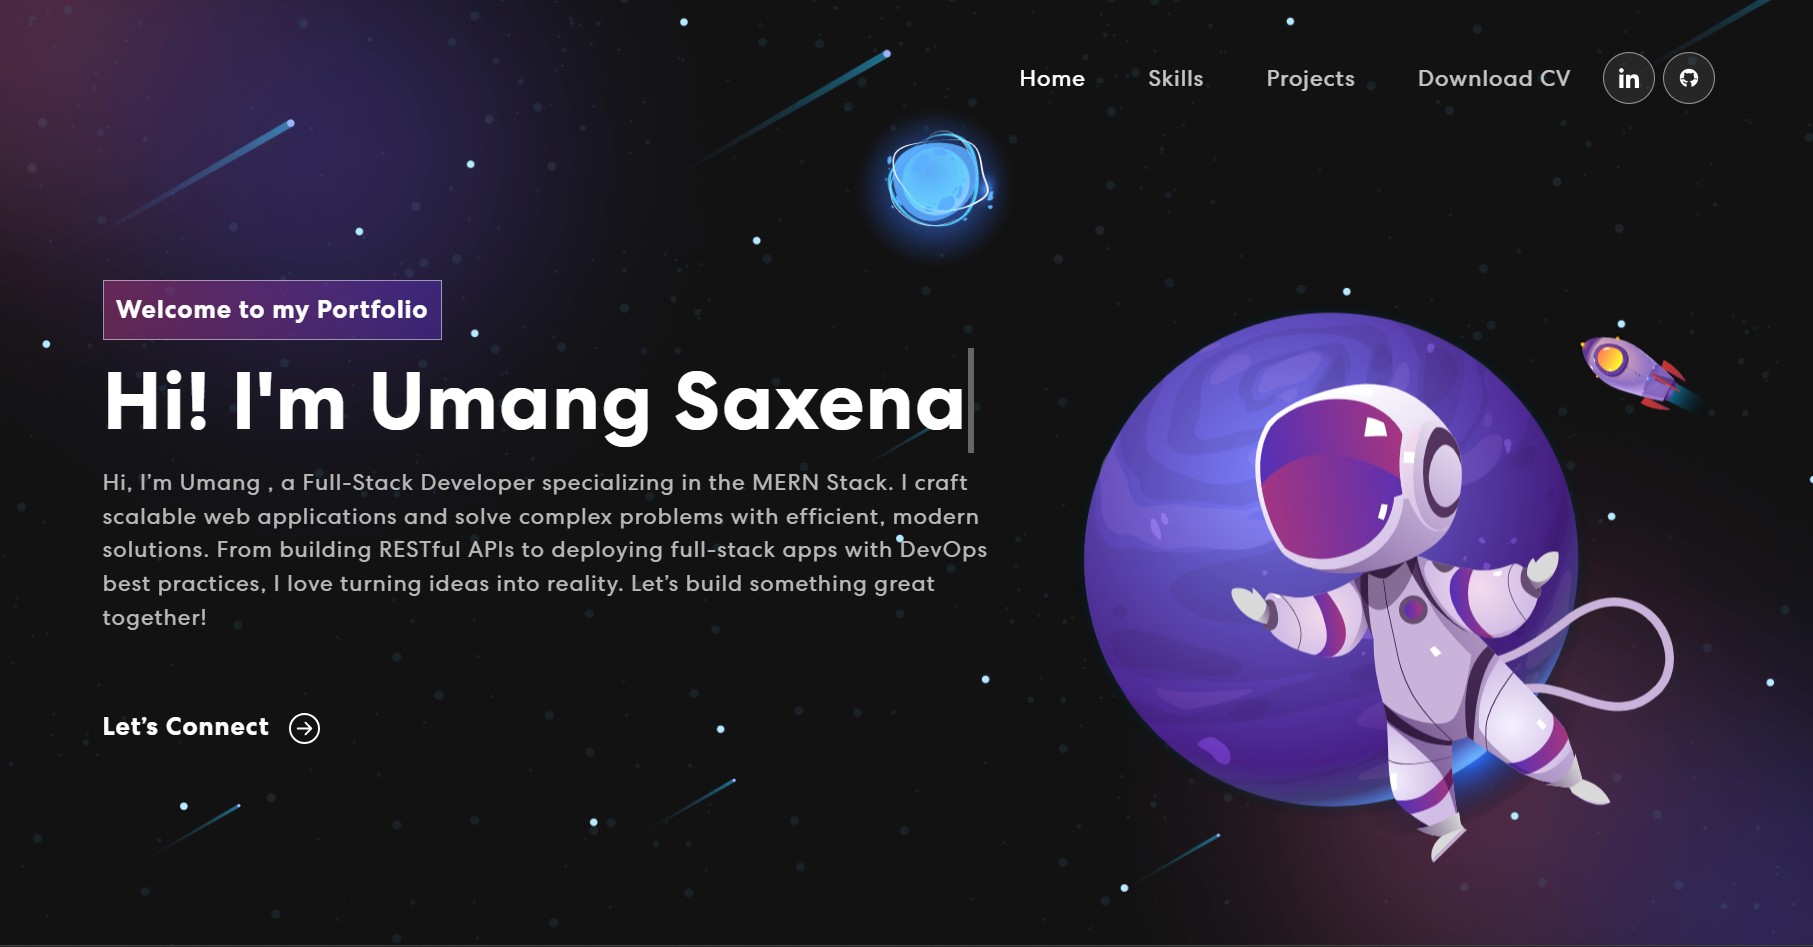 Home Skills Projects Download CV in
Welcome to my Portfolio
Hi! I'm Umang Saxena
Hi, I’m Umang , a Full-Stack Developer specializing in the MERN Stack. I craft
scalable web applications and solve complex problems with efficient, modern
solutions. From building RESTful APIs to deploying full-stack apps with DevOps
best practices, I love turning ideas into reality. Let’s build something great
together!
Let’s Connect